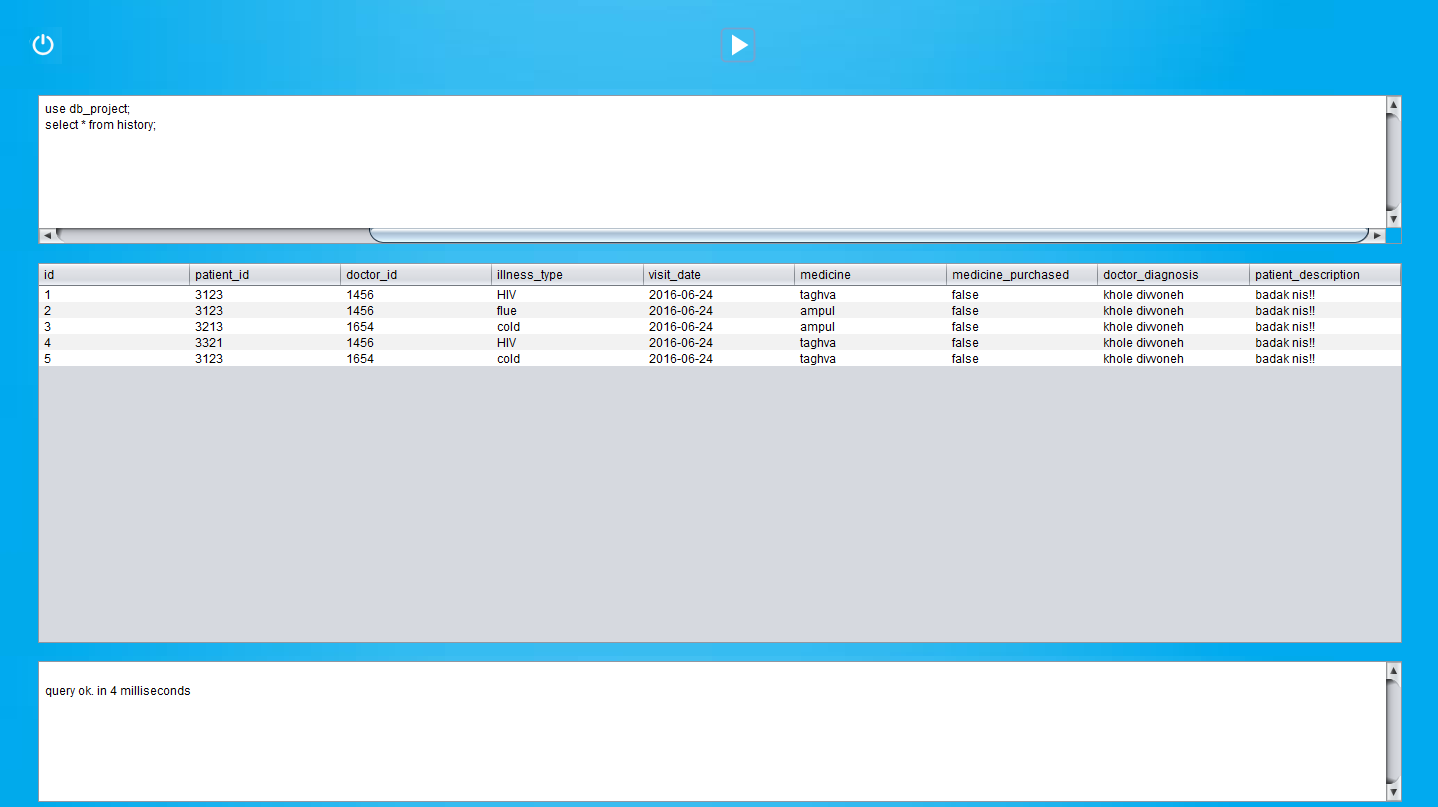 use db_project;
select * from history;
id patient_id doctor_id illness_type visit_date medicine medicine_purchased doctor_diagnosis patient_description
1 3123 1456 HIV 2016-06-24 taghva false khole diwoneh badak nis!!
2 3123 1456 flue 2016-06-24 ampul false khole diwoneh badak nis!!
3 3213 1654 cold 2016-06-24 ampul false khole diwoneh badak nis!!
4 3321 1456 HIV 2016-06-24 taghva false khole diwoneh badak nis!!
5 3123 1654 cold 2016-06-24 taghva false khole diwoneh badak nis!!
query ok. in 4 milliseconds